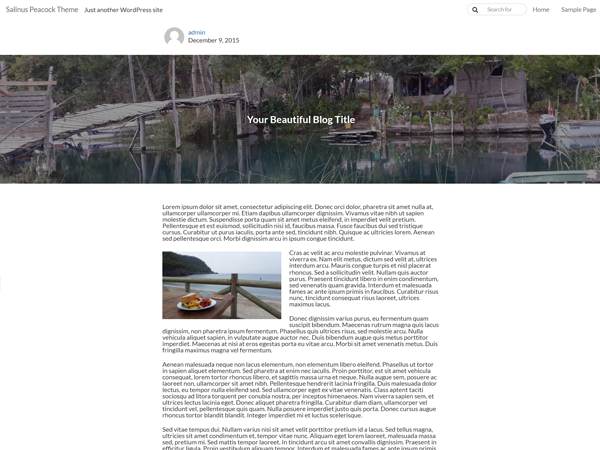 Salinus Peacock Theme Just another WordPress site Search for Home Sample Page
admin
December 9, 2015
Your Beautiful Blog Title
Lorem ipsum dolor sit amet, consectetur adipiscing elit. Donec orci dolor, pharetra sit amet nulla at,
ullamcorper ullamcorper mi. Etiam dapibus ullamcorper dignissim. Vivamus vitae nibh ut sapien
molestie dictum. Suspendisse porta quam sit amet metus eleifend, in imperdiet velit pretium.
Pellentesque et est euismod, sollicitudin nisi id, faucibus massa. Fusce faucibus dui sed tristique
cursus. Curabitur ut purus iaculis, porta ante sed, tincidunt nibh. Quisque ac ultricies lorem. Aenean
sed pellentesque orci. Morbi dignissim arcu in ipsum congue tincidunt.
Cras ac velit ac arcu molestie pulvinar. Vivamus at
viverra ex. Nam elit metus, dictum sed velit at, ultrices
interdum arcu. Mauris congue turpis et nisl placerat
rhoncus. Sed a sollicitudin velit. Nullam quis auctor
purus. Praesent tincidunt libero in enim condimentum,
sed venenatis quam gravida. Interdum et malesuada
fames ac ante ipsum primis in faucibus. Curabitur risus
nunc, tincidunt consequat risus laoreet, ultrices
maximus lacus.
Donec dignissim varius purus, eu fermentum quam
suscipit bibendum. Maecenas rutrum magna quis lacus
dignissim, non pharetra ipsum fermentum. Phasellus quis ultrices risus, sed molestie arcu. Nulla
vehicula aliquet sapien, in vulputate augue auctor nec. Duis bibendum augue quis metus porttitor
imperdiet. Maecenas at nisi at eros egestas porta eu vitae arcu. Morbi sit amet venenatis metus. Duis
fringilla maximus magna vel fermentum.
Aenean malesuada neque non lacus elementum, non elementum libero eleifend. Phasellus ut tortor
in sapien aliquet elementum. Sed pharetra at enim nec iaculis. Proin porttitor, est sit amet vehicula
consequat, lorem tortor rhoncus libero, et sagittis massa urna et neque. Nulla augue sem, posuere ac
laoreet non, ullamcorper sit amet nibh. Pellentesque hendrerit lacinia fringilla. Duis malesuada dolor
lectus, eu tempor nulla eleifend sed. Sed ullamcorper eget ex vitae venenatis. Class aptent taciti
sociosqu ad litora torquent per conubia nostra, per inceptos himenaeos. Nam viverra sapien sem, et
ultricies lectus lacinia eget. Donec aliquet pharetra fringilla. Curabitur diam diam, ullamcorper vel
tincidunt vel, pellentesque quis quam. Nulla posuere imperdiet justo quis porta. Donec cursus augue
rhoncus tortor blandit blandit. Integer imperdiet mi et luctus scelerisque.
Sed vitae tempus dui. Nullam varius nisi sit amet velit porttitor pretium id a lacus. Sed tellus magna,
ultricies sit amet condimentum et, tempor vitae nunc. Aliquam eget lorem laoreet, malesuada massa
sed, pretium mi. Sed mattis tempor laoreet. In tincidunt arcu id convallis dignissim. Praesent in
efficitur ligula. Proin vestibulum aliquam tempor. Phasellus sit amet